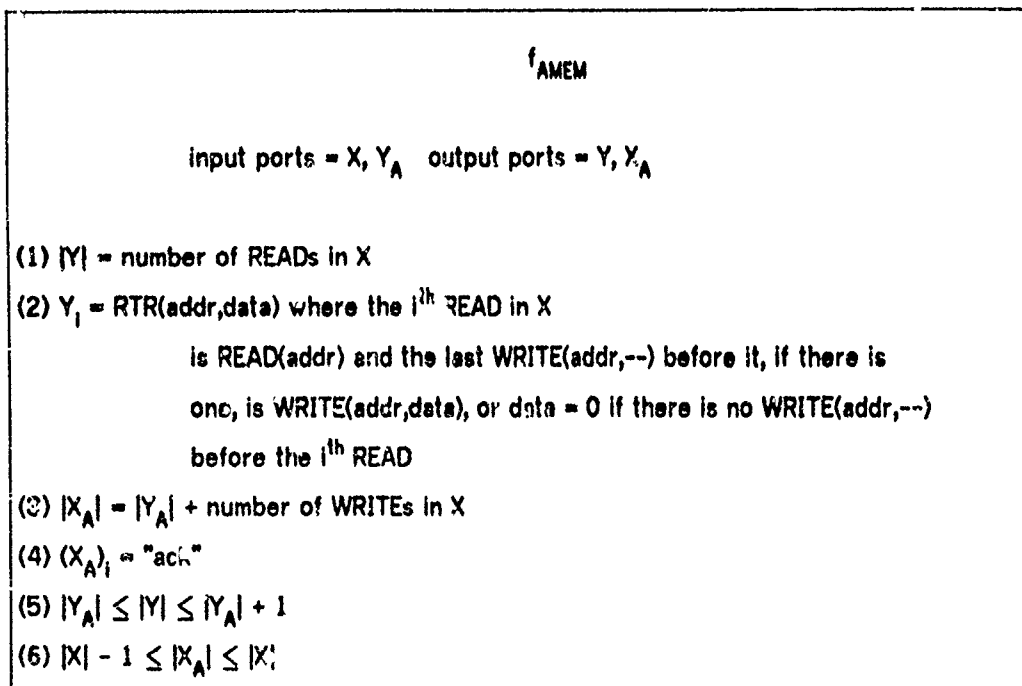 f_AMEM
input ports = X, Y_A output ports = Y, X_A
(1) |Y| = number of READs in X
(2) Y_i = RTR(addr,data) where the i^th READ in X
is READ(addr) and the last WRITE(addr,--) before it, if there is
one, is WRITE(addr,data), or data = 0 if there is no WRITE(addr,--)
before the i^th READ
(3) |X_A| = |Y_A| + number of WRITEs in X
(4) (X_A)_i = "ack"
(5) |Y_A| ≤ |Y| ≤ |Y_A| + 1
(6) |X| - 1 ≤ |X_A| ≤ |X|